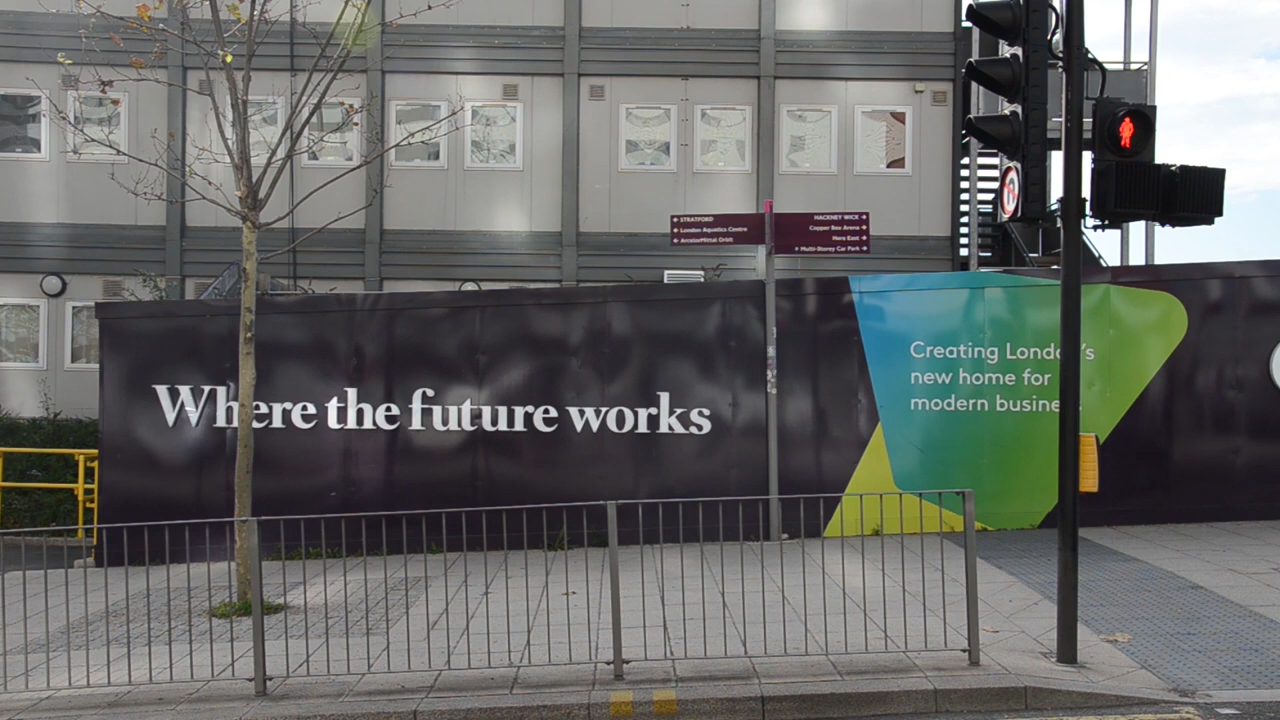 STRATFORD
London Aquatics Centre
ArcelorMittal Orbit
HACKNEY WICK
Copper Box Arena
Here East
Multi-Storey Car Park
Where the future works
Creating London's
new home for
modern business